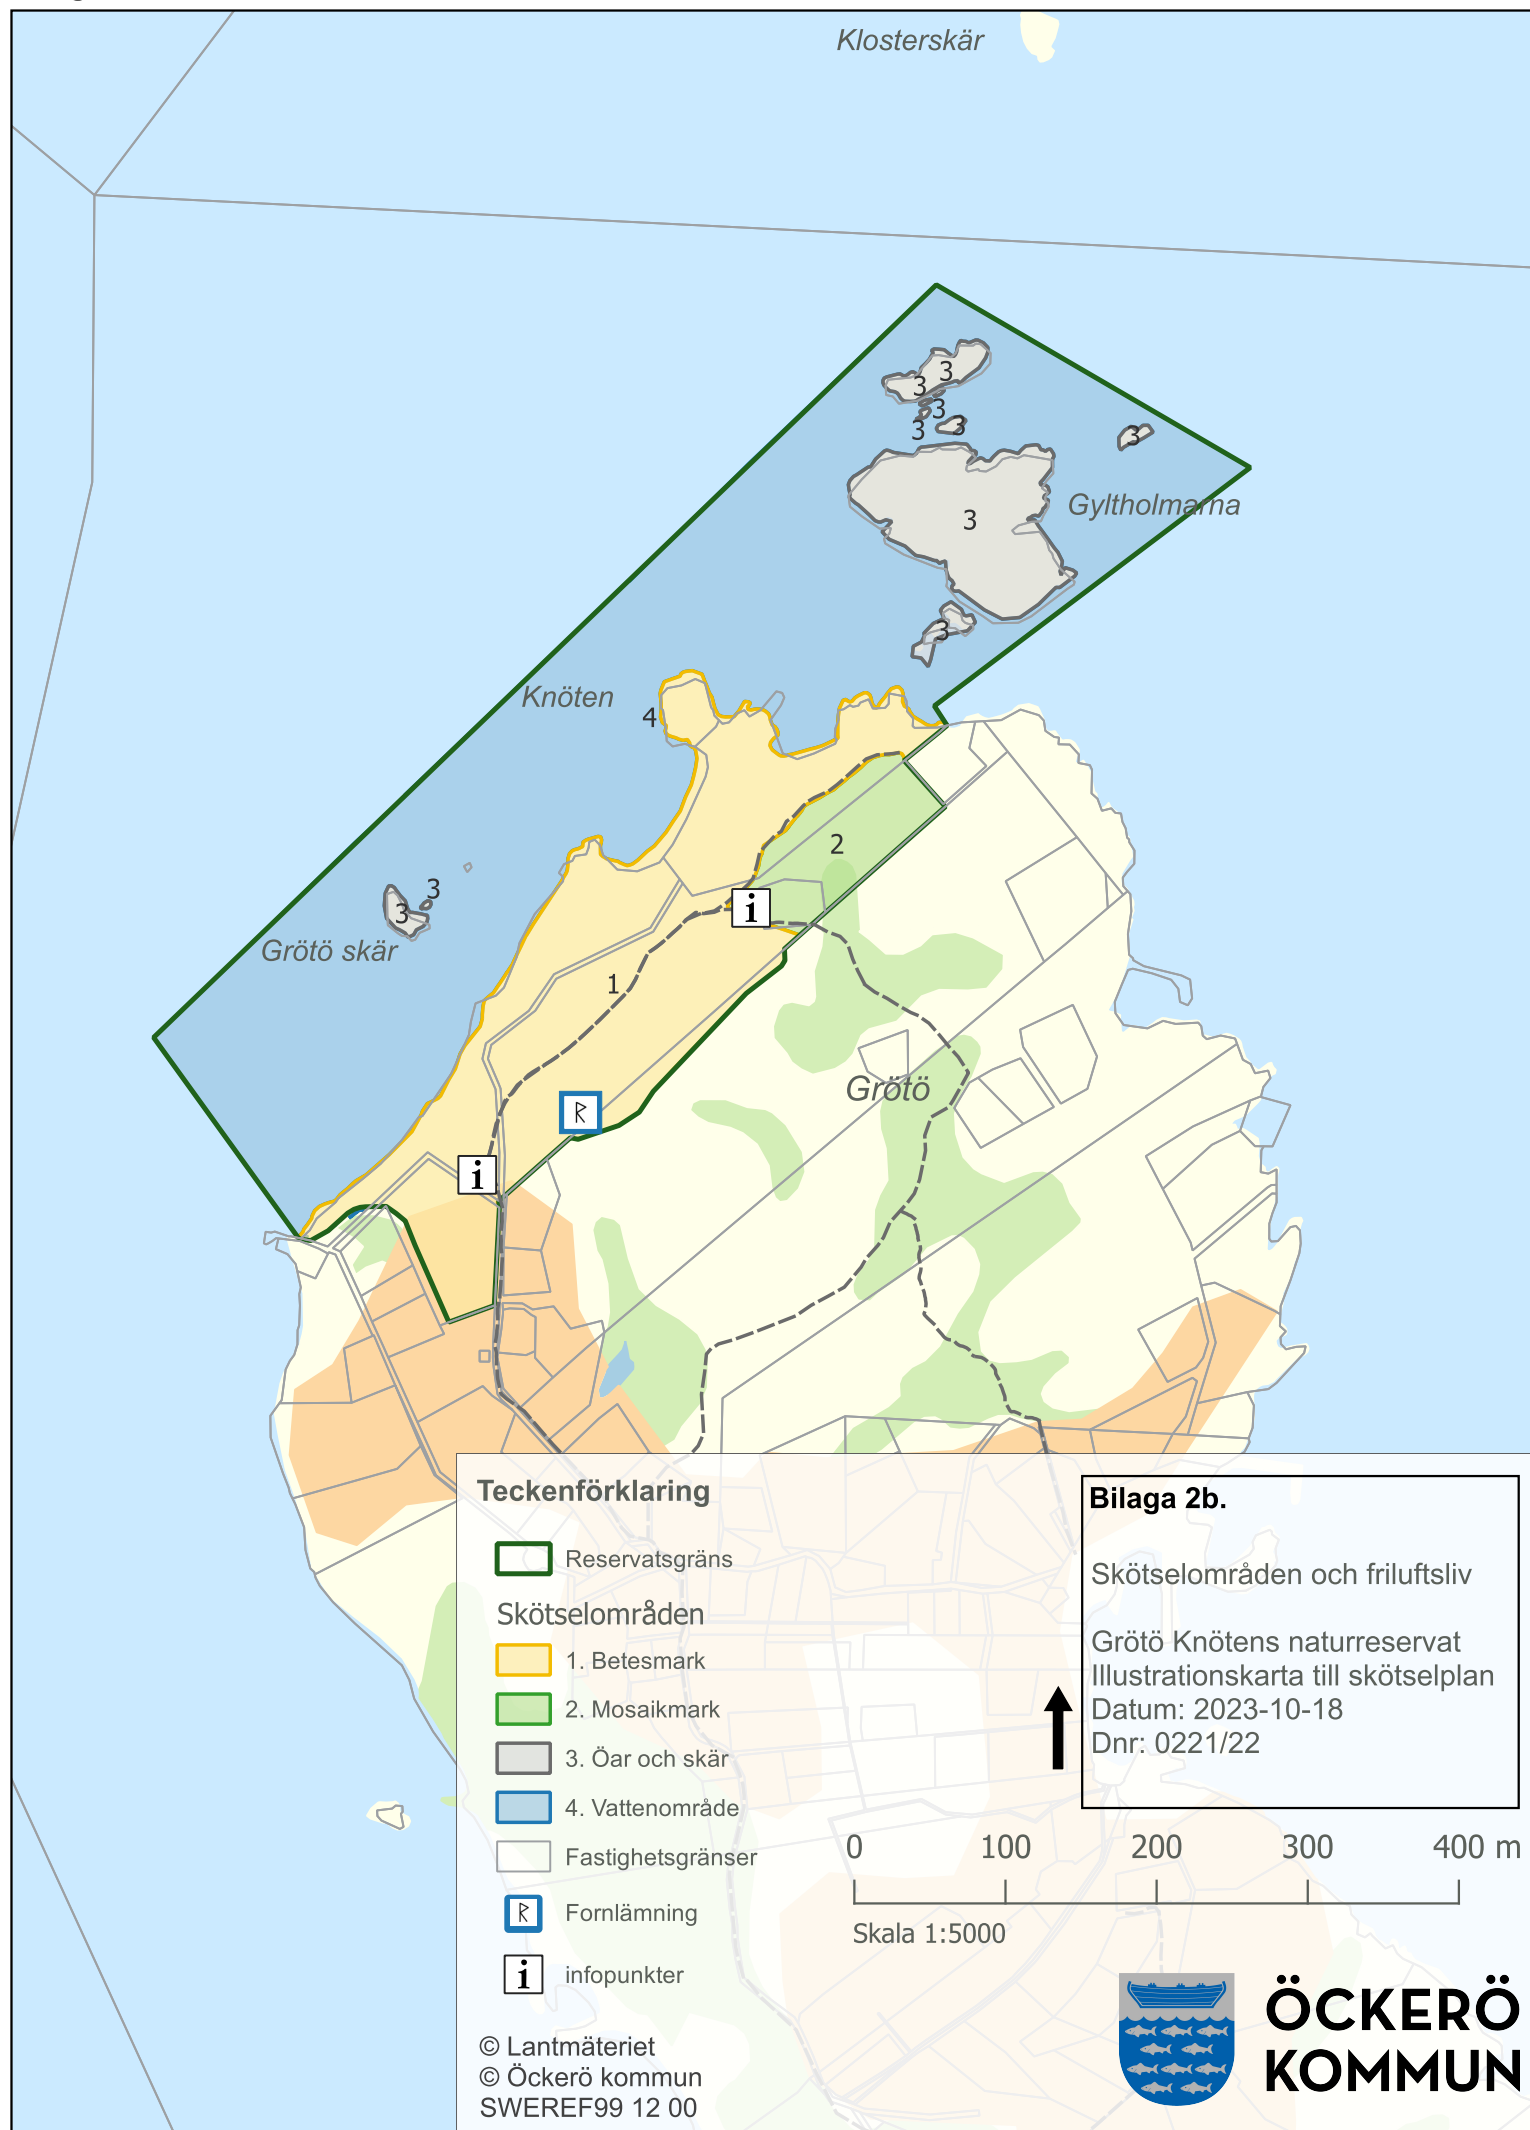 Klosterskär
3
3
3
3
3
3
Gyltholmarna
3
3
Knöten
4
2
3
3
i
Grötö skär
1
Grötö
ᚱ
i
Teckenförklaring
Reservatsgräns
Skötselområden
1. Betesmark
2. Mosaikmark
3. Öar och skär
4. Vattenområde
Fastighetsgränser
ᚱ Fornlämning
i infopunkter
© Lantmäteriet
© Öckerö kommun
SWEREF99 12 00
Bilaga 2b.
Skötselområden och friluftsliv
Grötö Knötens naturreservat
Illustrationskarta till skötselplan
Datum: 2023-10-18
Dnr: 0221/22
0 100 200 300 400 m
Skala 1:5000
ÖCKERÖ
KOMMUN